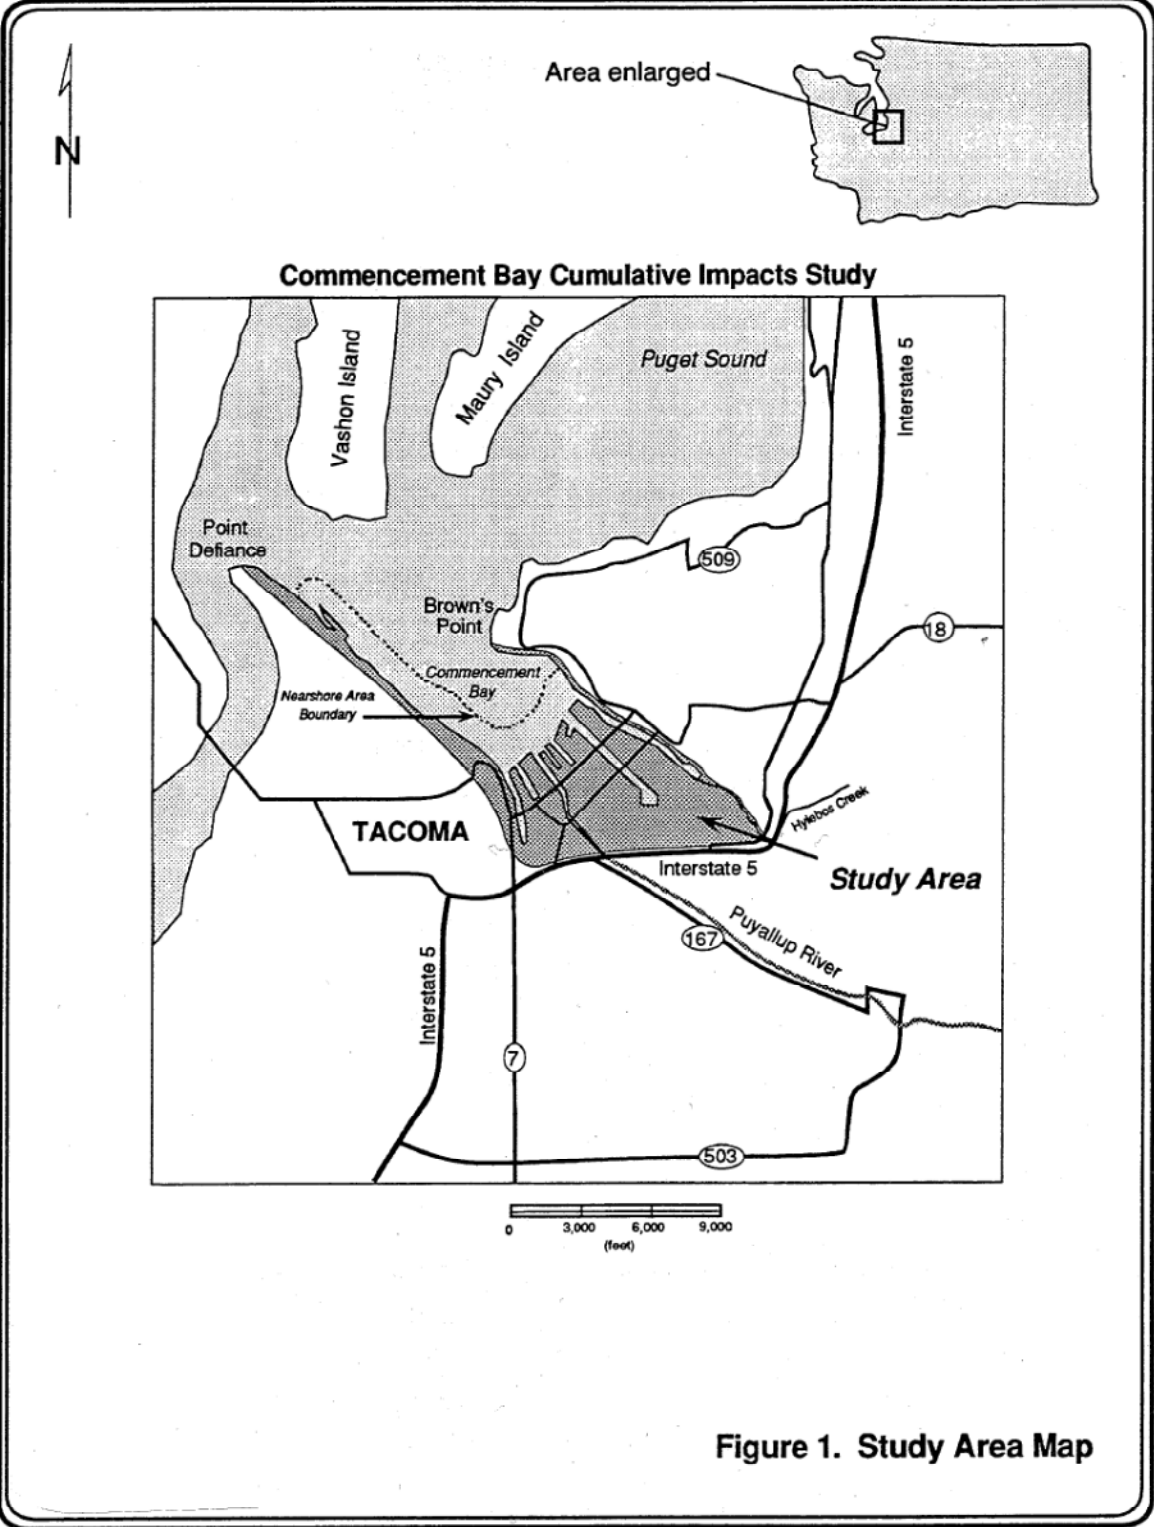 Area enlarged
N
Commencement Bay Cumulative Impacts Study
Vashon Island
Maury Island
Puget Sound
Interstate 5
Point
Defiance
509
Brown's
Point
18
Commencement
Bay
Nearshore Area
Boundary
TACOMA
Hylebos Creek
Interstate 5
Study Area
Puyallup River
167
Interstate 5
7
503
0 3,000 6,000 9,000
(feet)
Figure 1. Study Area Map